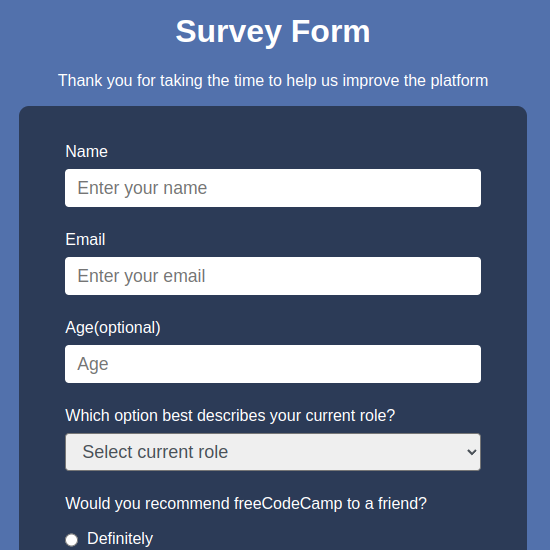 Survey Form
Thank you for taking the time to help us improve the platform
Name
Enter your name
Email
Enter your email
Age(optional)
Age
Which option best describes your current role?
Select current role
Would you recommend freeCodeCamp to a friend?
Definitely